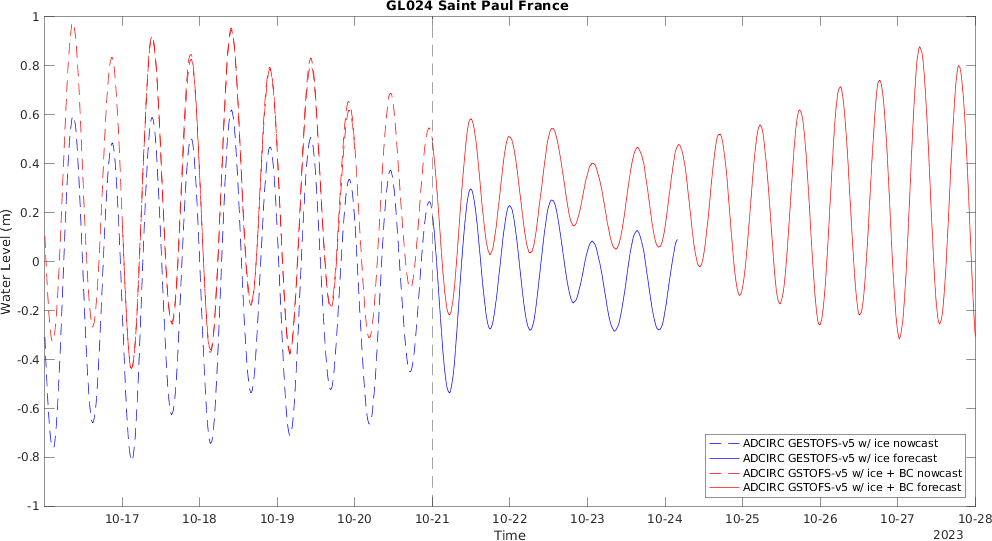 GL024 Saint Paul France
1
0.8
0.6
0.4
0.2
0
-0.2
-0.4
-0.6
-0.8
-1
Water Level (m)
ADCIRC GESTOFS-v5 w/ ice nowcast
ADCIRC GESTOFS-v5 w/ ice forecast
ADCIRC GSTOFS-v5 w/ ice + BC nowcast
ADCIRC GSTOFS-v5 w/ ice + BC forecast
10-17 10-18 10-19 10-20 10-21 10-22 10-23 10-24 10-25 10-26 10-27 10-28
Time
2023